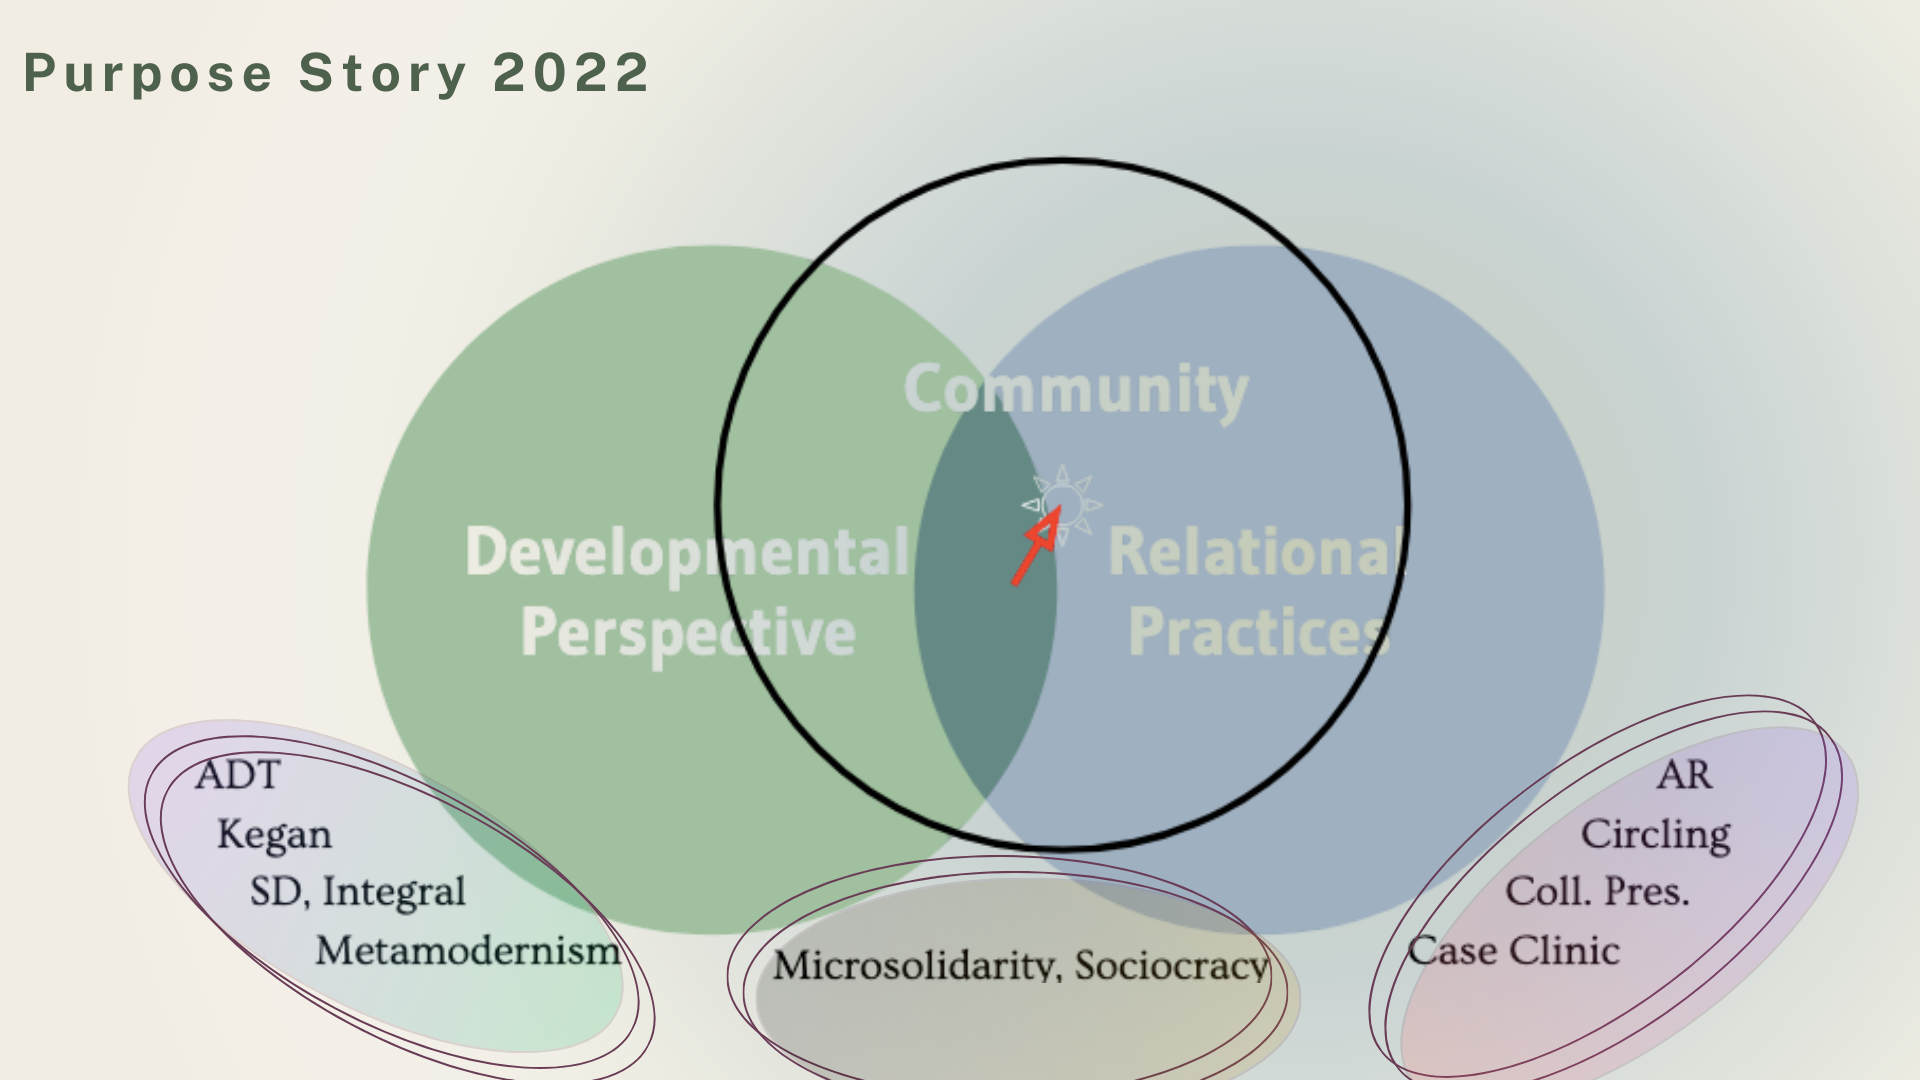 Purpose Story 2022
Community
Developmental
Perspective
Relational
Practices
ADT
Kegan
SD, Integral
Metamodernism
Microsolidarity, Sociocracy
AR
Circling
Coll. Pres.
Case Clinic